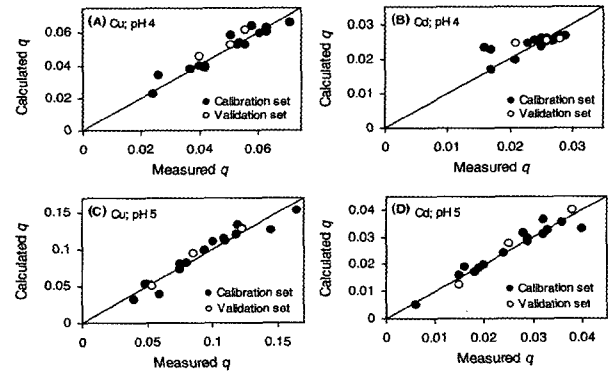 (A) Cu; pH 4
Calculated q
0.06
0.04
0.02
0
Calibration set
Validation set
0
0.02
0.04
0.06
Measured q
(B) Cd; pH 4
Calculated q
0.03
0.02
0.01
0
Calibration set
Validation set
0
0.01
0.02
0.03
Measured q
(C) Cu; pH 5
Calculated q
0.15
0.1
0.05
0
Calibration set
Validation set
0
0.05
0.10
0.15
Measured q
(D) Cd; pH 5
Calculated q
0.04
0.03
0.02
0.01
0
Calibration set
Validation set
0
0.01
0.02
0.03
0.04
Measured q